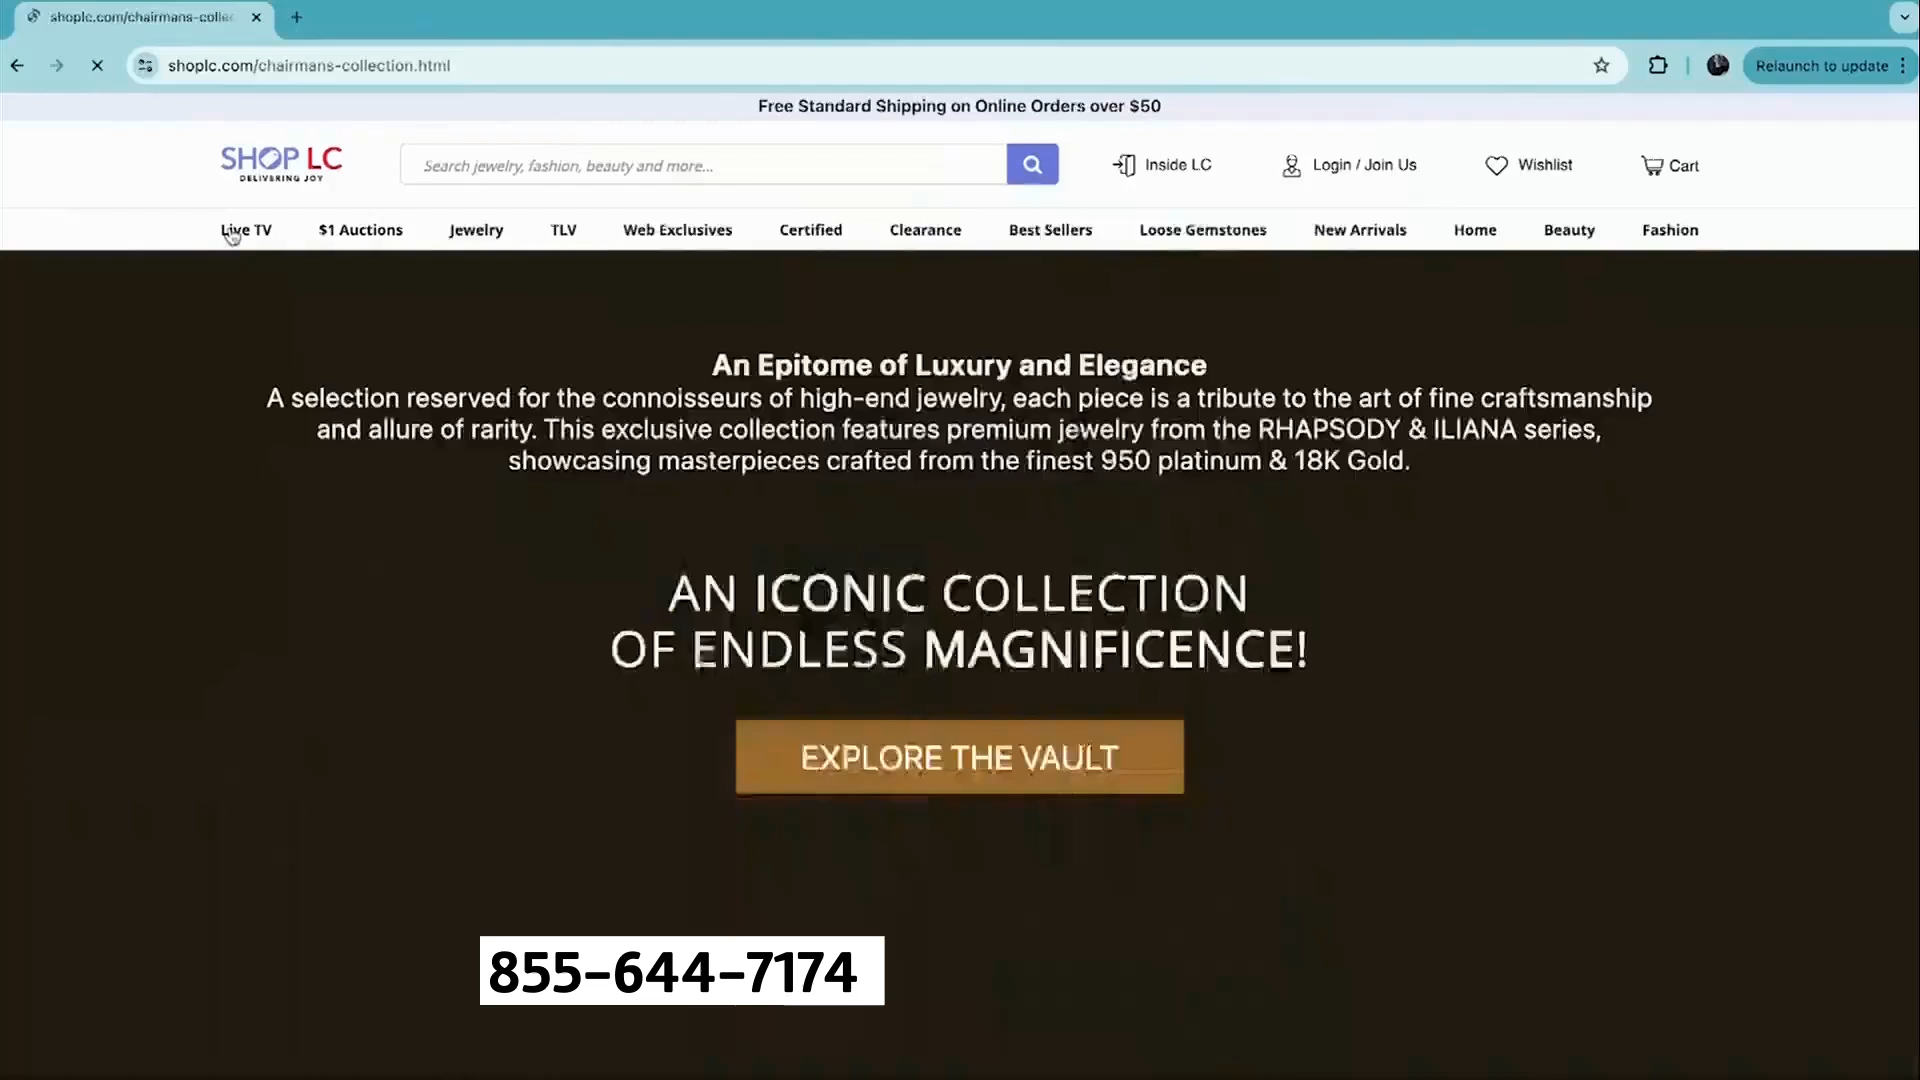 shoplc.com/chairmans-colle
shoplc.com/chairmans-collection.html
Relaunch to update
Free Standard Shipping on Online Orders over $50
SHOP LC
DELIVERING JOY
Search jewelry, fashion, beauty and more...
Inside LC
Login / Join Us
Wishlist
Cart
Live TV
$1 Auctions
Jewelry
TLV
Web Exclusives
Certified
Clearance
Best Sellers
Loose Gemstones
New Arrivals
Home
Beauty
Fashion
An Epitome of Luxury and Elegance
A selection reserved for the connoisseurs of high-end jewelry, each piece is a tribute to the art of fine craftsmanship
and allure of rarity. This exclusive collection features premium jewelry from the RHAPSODY & ILIANA series,
showcasing masterpieces crafted from the finest 950 platinum & 18K Gold.
AN ICONIC COLLECTION
OF ENDLESS MAGNIFICENCE!
EXPLORE THE VAULT
855-644-7174